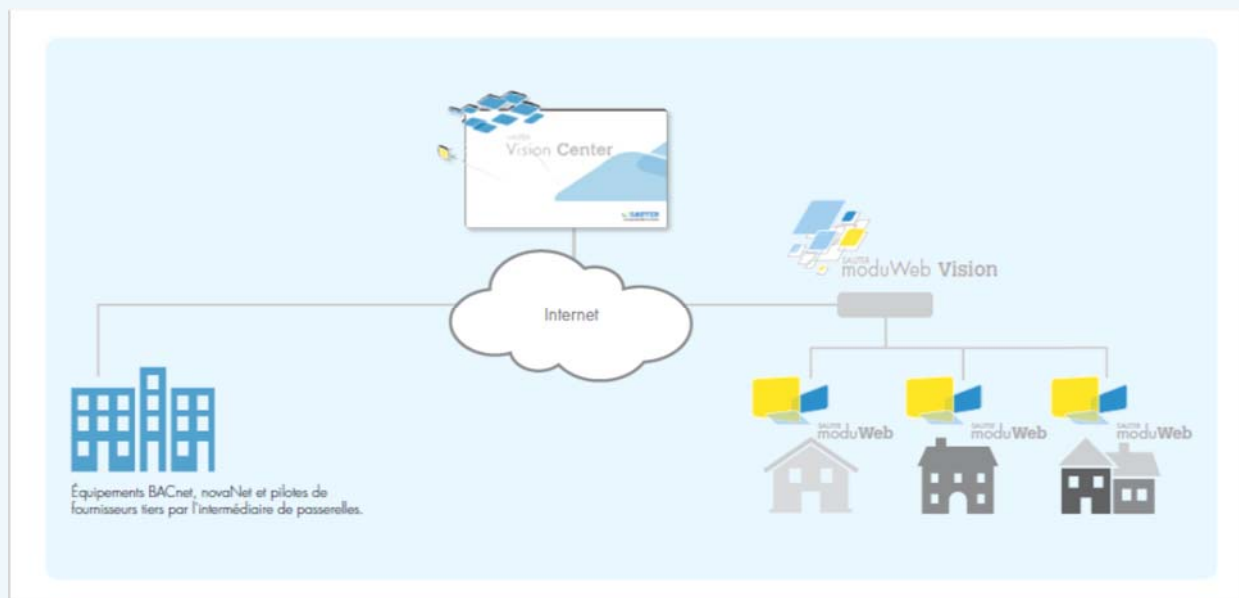 SAUTER
Vision Center
SAUTER
SAUTER
moduWeb Vision
Internet
SAUTER
moduWeb
SAUTER
moduWeb
SAUTER
moduWeb
Équipements BACnet, novaNet et pilotes de
fournisseurs tiers par l'intermédiaire de passerelles.